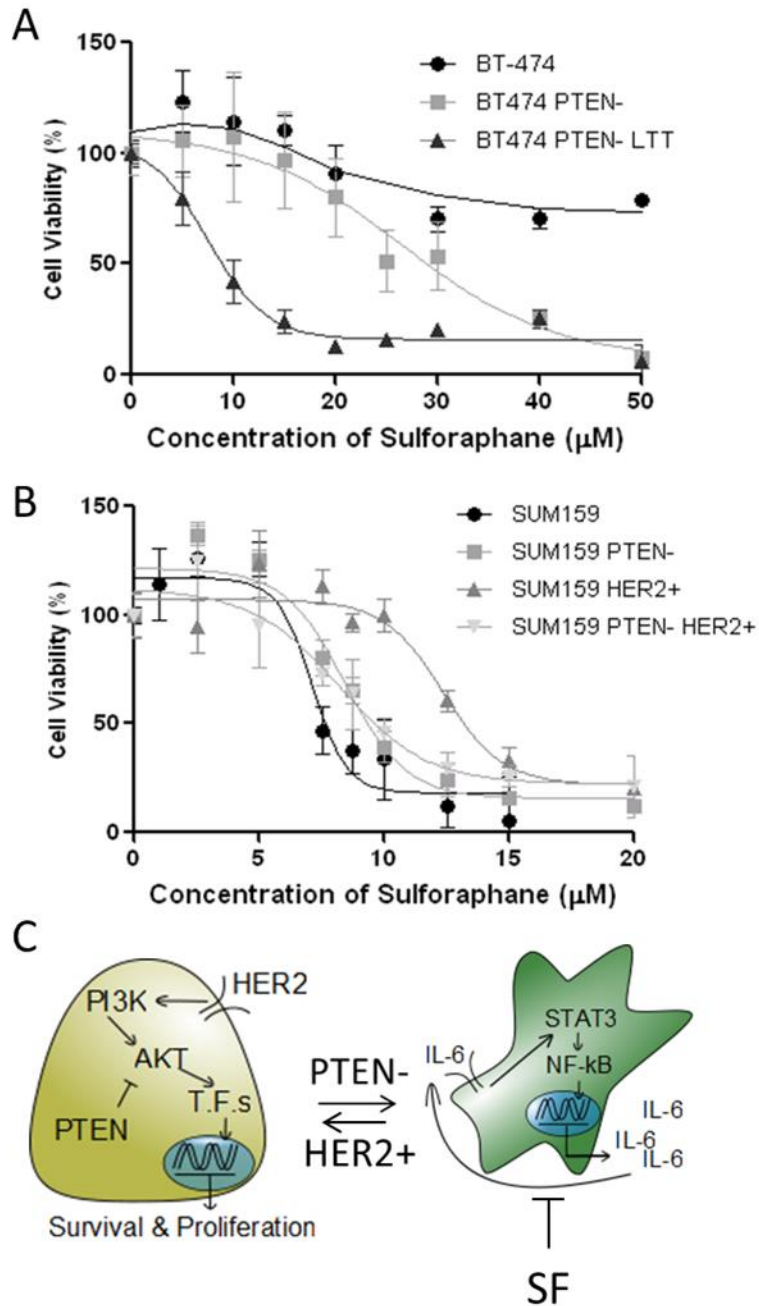 A
150
100
50
0
Cell Viability (%)
BT-474
BT474 PTEN-
BT474 PTEN- LTT
0 10 20 30 40 50
Concentration of Sulforaphane (μM)
B
150
100
50
0
Cell Viability (%)
SUM159
SUM159 PTEN-
SUM159 HER2+
SUM159 PTEN- HER2+
0 5 10 15 20
Concentration of Sulforaphane (μM)
C
PI3K
HER2
AKT
PTEN
T.F.s
Survival & Proliferation
PTEN-
HER2+
IL-6
STAT3
NF-kB
IL-6
IL-6
IL-6
SF